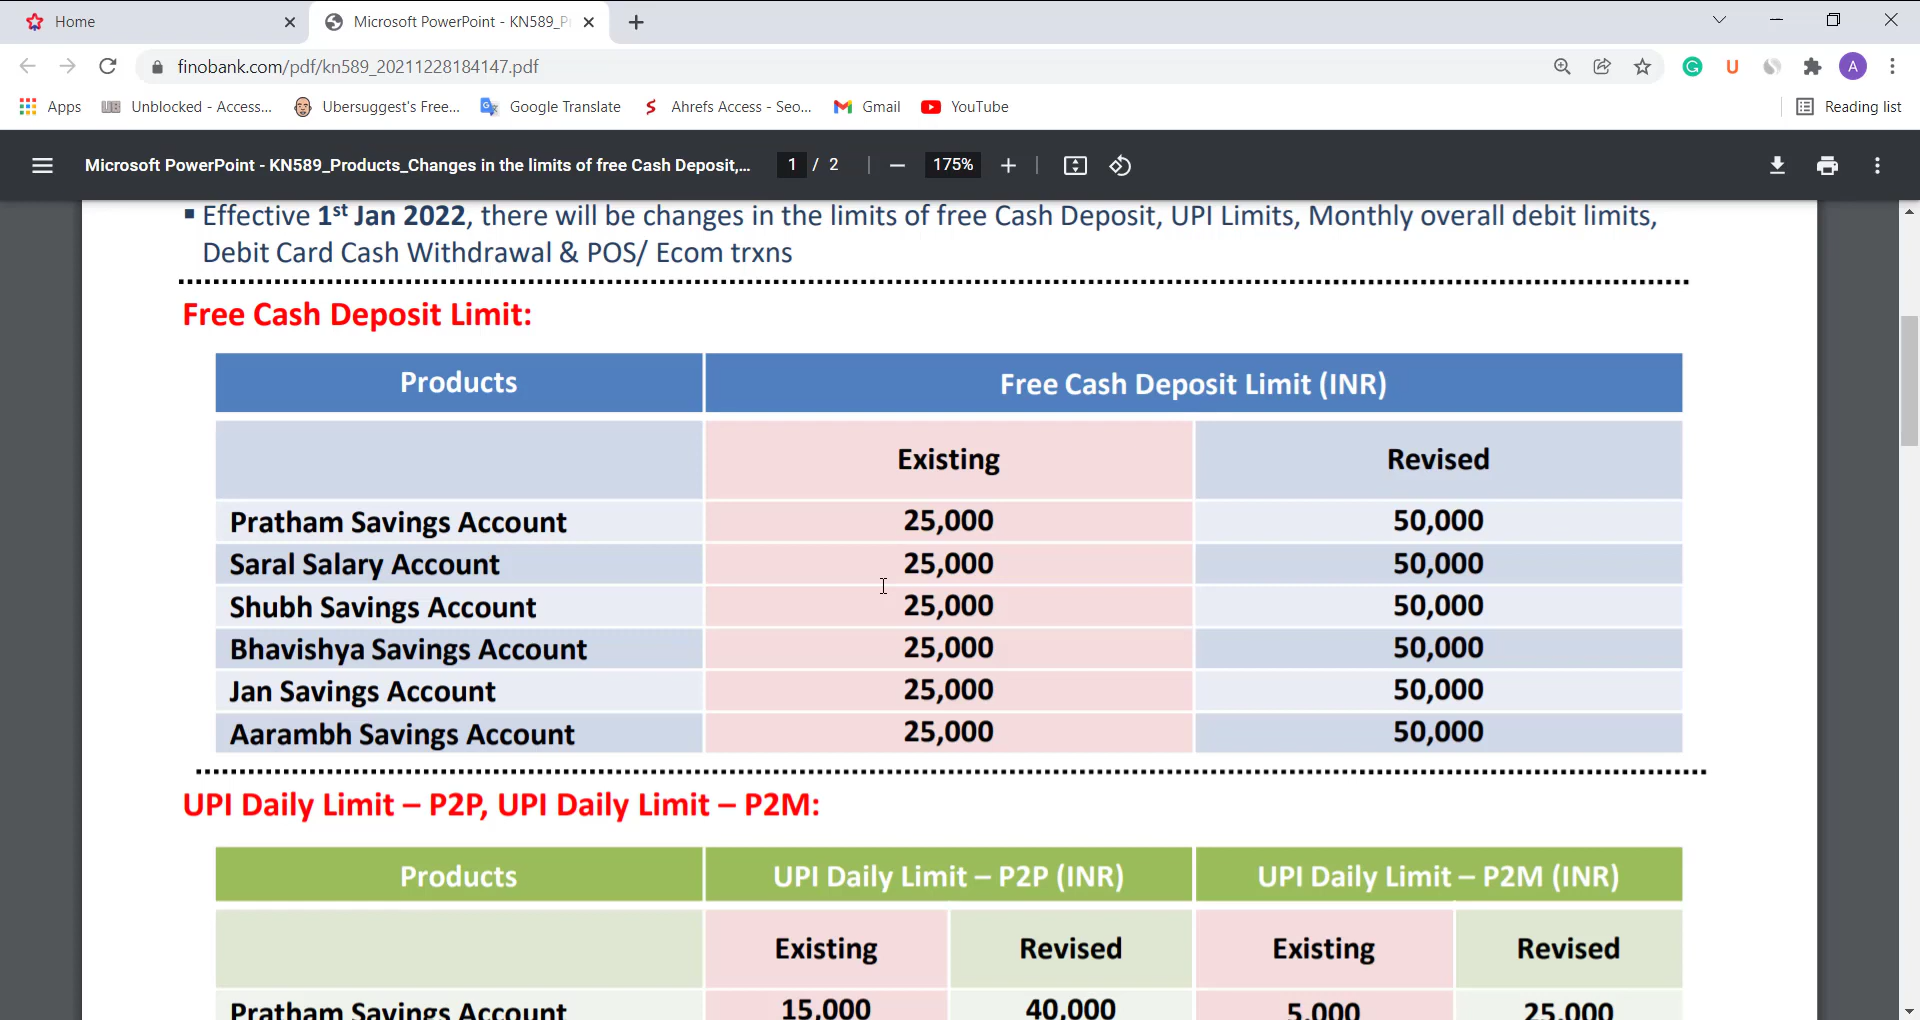 Home
Microsoft PowerPoint - KN589_P
finobank.com/pdf/kn589_20211228184147.pdf
A
Apps
Unblocked - Access...
Ubersuggest's Free...
Google Translate
Ahrefs Access - Seo...
Gmail
YouTube
Reading list
Microsoft PowerPoint - KN589_Products_Changes in the limits of free Cash Deposit,...
1 / 2
175%
▪ Effective 1st Jan 2022, there will be changes in the limits of free Cash Deposit, UPI Limits, Monthly overall debit limits,
Debit Card Cash Withdrawal & POS/ Ecom trxns
Free Cash Deposit Limit:
Products Free Cash Deposit Limit (INR)
Existing Revised
Pratham Savings Account 25,000 50,000
Saral Salary Account 25,000 50,000
Shubh Savings Account 25,000 50,000
Bhavishya Savings Account 25,000 50,000
Jan Savings Account 25,000 50,000
Aarambh Savings Account 25,000 50,000
UPI Daily Limit – P2P, UPI Daily Limit – P2M:
Products UPI Daily Limit – P2P (INR) UPI Daily Limit – P2M (INR)
Existing Revised Existing Revised
Pratham Savings Account 15,000 40,000 5,000 25,000